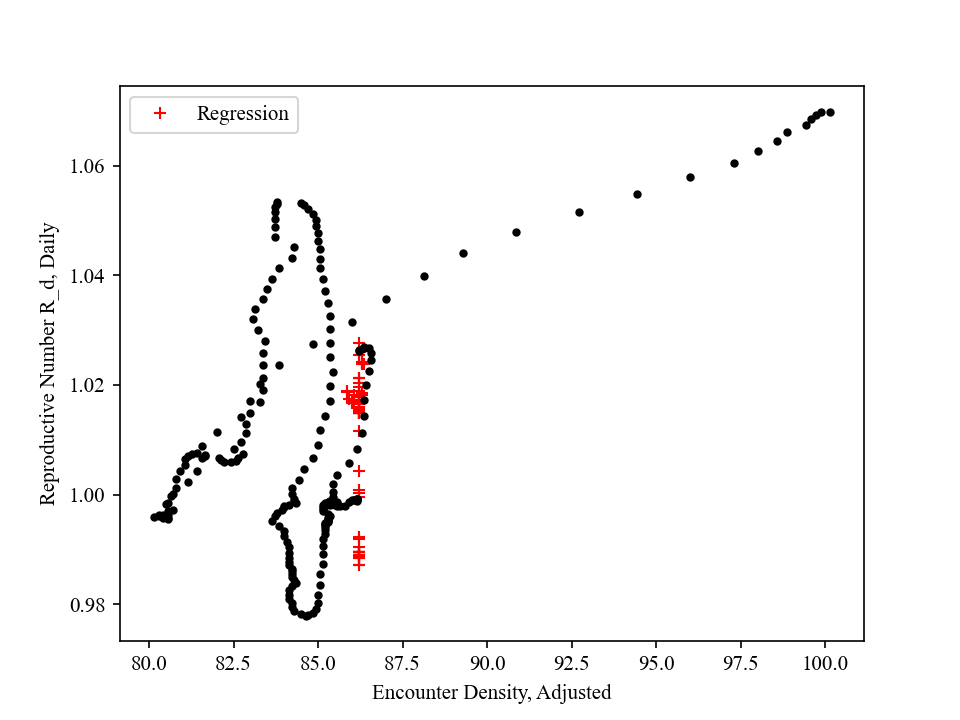 Regression
1.06
1.04
1.02
1.00
0.98
Reproductive Number R_d, Daily
80.0 82.5 85.0 87.5 90.0 92.5 95.0 97.5 100.0
Encounter Density, Adjusted